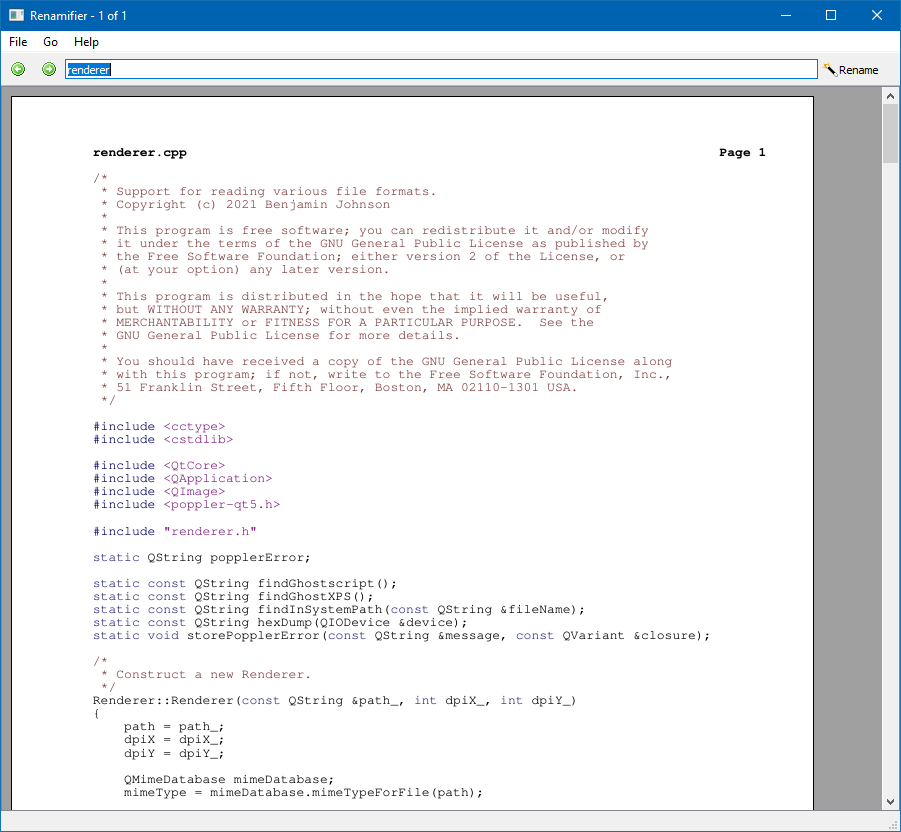 Renamifier - 1 of 1
File Go Help
renderer Rename
renderer.cpp Page 1
/*
 * Support for reading various file formats.
 * Copyright (c) 2021 Benjamin Johnson
 *
 * This program is free software; you can redistribute it and/or modify
 * it under the terms of the GNU General Public License as published by
 * the Free Software Foundation; either version 2 of the License, or
 * (at your option) any later version.
 *
 * This program is distributed in the hope that it will be useful,
 * but WITHOUT ANY WARRANTY; without even the implied warranty of
 * MERCHANTABILITY or FITNESS FOR A PARTICULAR PURPOSE.  See the
 * GNU General Public License for more details.
 *
 * You should have received a copy of the GNU General Public License along
 * with this program; if not, write to the Free Software Foundation, Inc.,
 * 51 Franklin Street, Fifth Floor, Boston, MA 02110-1301 USA.
 */
#include <cctype>
#include <cstdlib>
#include <QtCore>
#include <QApplication>
#include <QImage>
#include <poppler-qt5.h>
#include "renderer.h"
static QString popplerError;
static const QString findGhostscript();
static const QString findGhostXPS();
static const QString findInSystemPath(const QString &fileName);
static const QString hexDump(QIODevice &device);
static void storePopplerError(const QString &message, const QVariant &closure);
/*
 * Construct a new Renderer.
 */
Renderer::Renderer(const QString &path_, int dpiX_, int dpiY_)
{
    path = path_;
    dpiX = dpiX_;
    dpiY = dpiY_;
    QMimeDatabase mimeDatabase;
    mimeType = mimeDatabase.mimeTypeForFile(path);